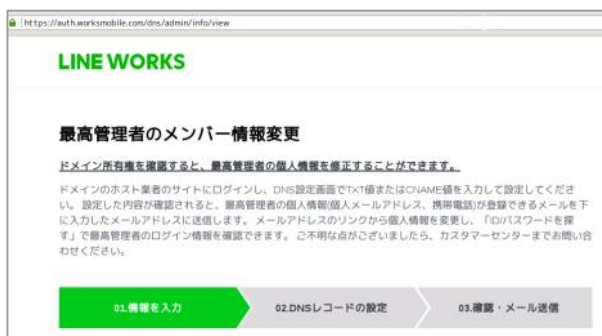 https://auth.worksmobile.com/dns/admin/info/view
LINE WORKS
最高管理者のメンバー情報変更
ドメイン所有権を確認すると、最高管理者の個人情報を修正することができます。
ドメインのホスト業者のサイトにログインし、DNS設定画面でTXT値またはCNAME値を入力して設定してくださ
い。 設定した内容が確認されると、最高管理者の個人情報(個人メールアドレス、携帯電話)が登録できるメールを下
に入力したメールアドレスに送信します。 メールアドレスのリンクから個人情報を変更し、「ID/パスワードを探
す」で最高管理者のログイン情報を確認できます。 ご不明な点がございましたら、カスタマーセンターまでお問い合
わせください。
01.情報を入力
02.DNSレコードの設定
03.確認・メール送信